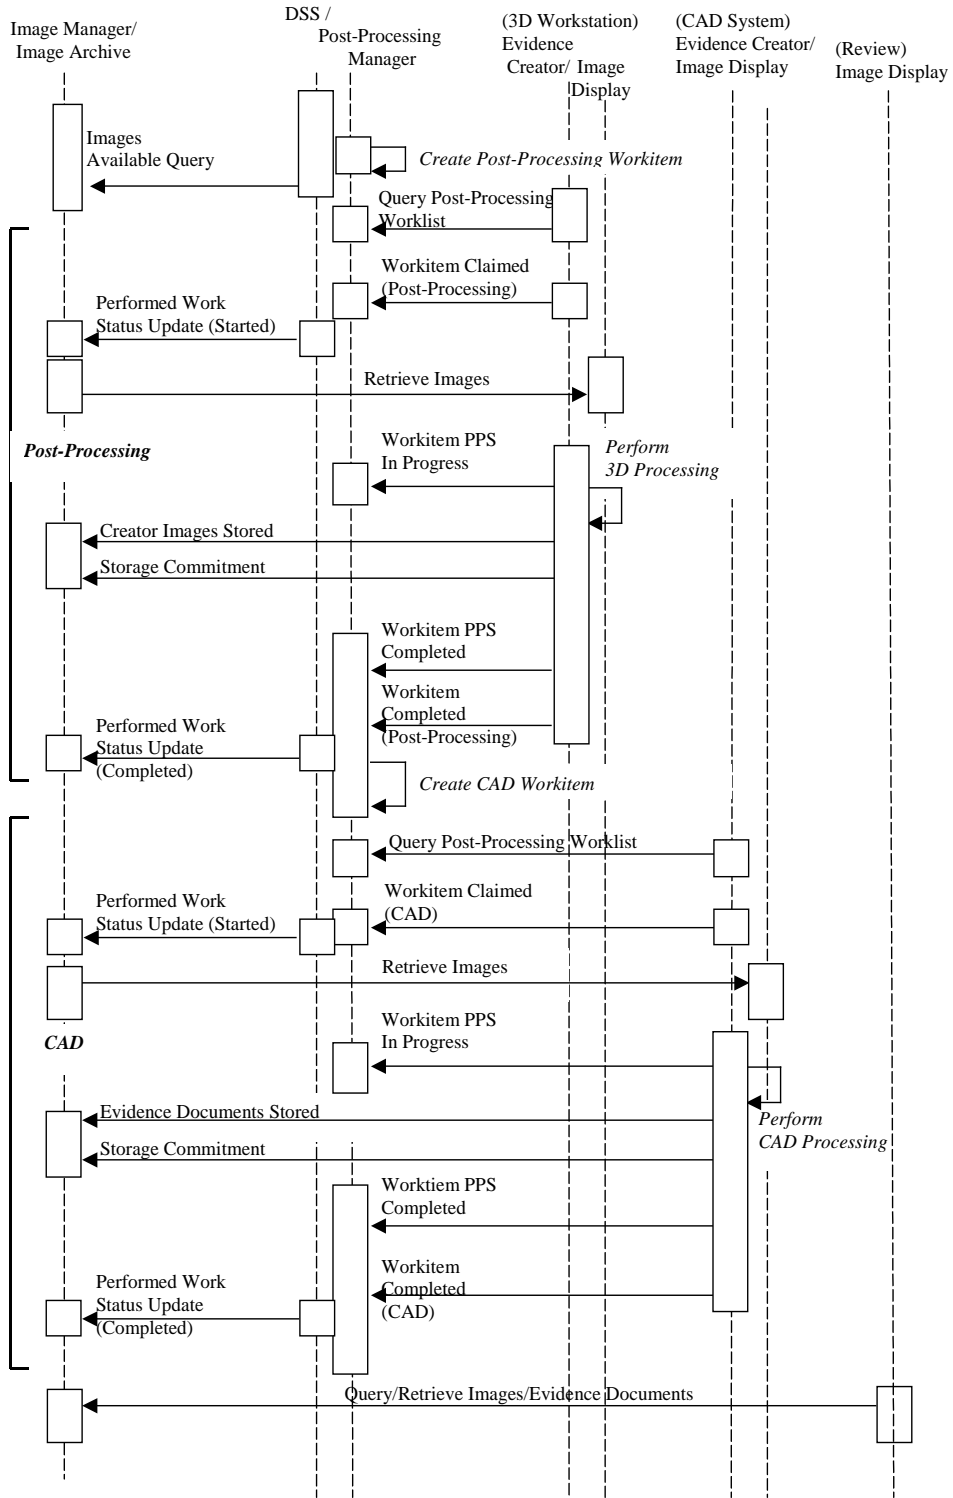 Image Manager/
Image Archive
DSS /
Post-Processing
Manager
(3D Workstation)
Evidence
Creator/ Image
Display
(CAD System)
Evidence Creator/
Image Display
(Review)
Image Display
Images
Available Query
Create Post-Processing Workitem
Query Post-Processing
Worklist
Workitem Claimed
(Post-Processing)
Performed Work
Status Update (Started)
Retrieve Images
Post-Processing
Workitem PPS
In Progress
Perform
3D Processing
Creator Images Stored
Storage Commitment
Workitem PPS
Completed
Workitem
Completed
(Post-Processing)
Performed Work
Status Update
(Completed)
Create CAD Workitem
Query Post-Processing Worklist
Workitem Claimed
(CAD)
Performed Work
Status Update (Started)
Retrieve Images
Workitem PPS
In Progress
CAD
Evidence Documents Stored
Perform
CAD Processing
Storage Commitment
Worktiem PPS
Completed
Workitem
Completed
(CAD)
Performed Work
Status Update
(Completed)
Query/Retrieve Images/Evidence Documents